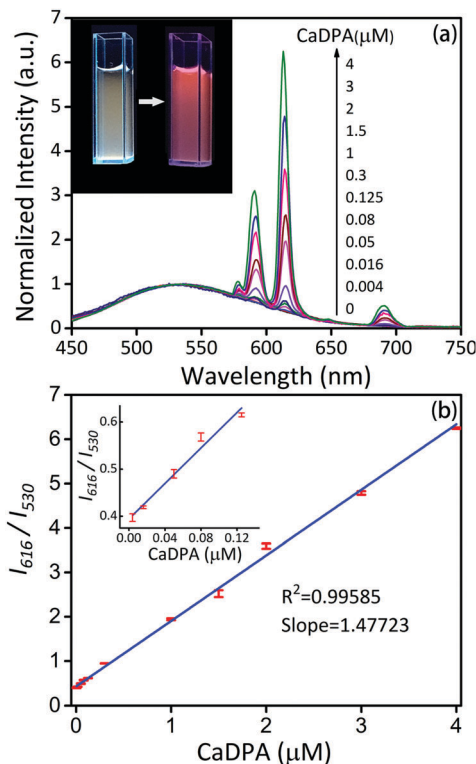 (a)
CaDPA(μM)
4
3
2
1.5
1
0.3
0.125
0.08
0.05
0.016
0.004
0
7
6
5
4
3
2
1
0
Normalized Intensity (a.u.)
450 500 550 600 650 700 750
Wavelength (nm)
(b)
7
6
5
4
3
2
1
0
I616 / I530
0.6
0.5
0.4
I616 / I530
0.00 0.04 0.08 0.12
CaDPA (μM)
R²=0.99585
Slope=1.47723
0 1 2 3 4
CaDPA (μM)